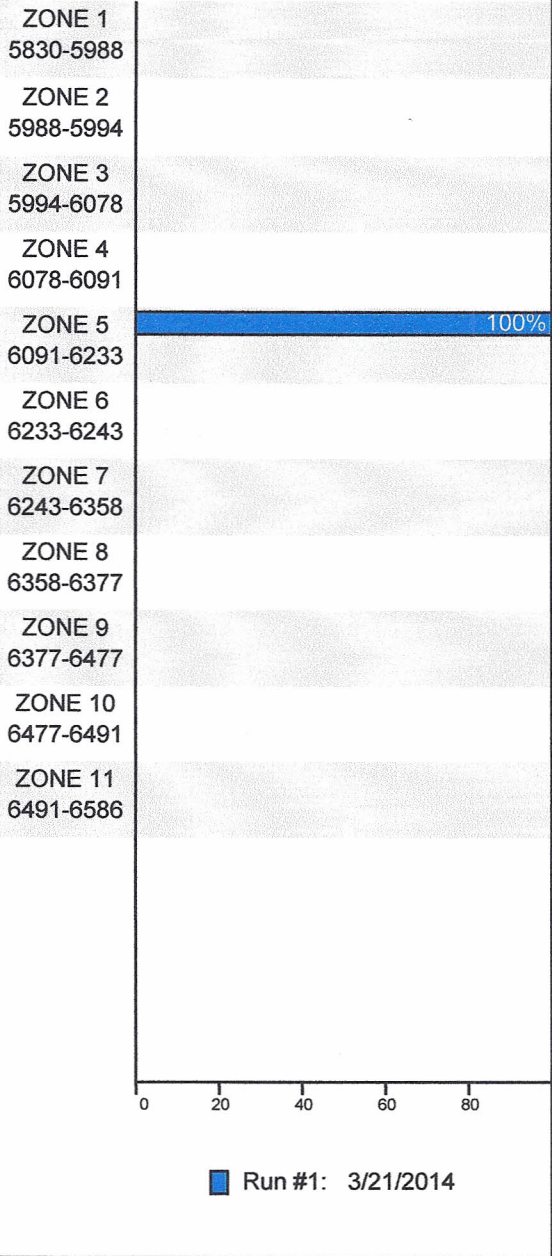 ZONE 1
5830-5988
ZONE 2
5988-5994
ZONE 3
5994-6078
ZONE 4
6078-6091
ZONE 5
100%
6091-6233
ZONE 6
6233-6243
ZONE 7
6243-6358
ZONE 8
6358-6377
ZONE 9
6377-6477
ZONE 10
6477-6491
ZONE 11
6491-6586
0 20 40 60 80
Run #1: 3/21/2014